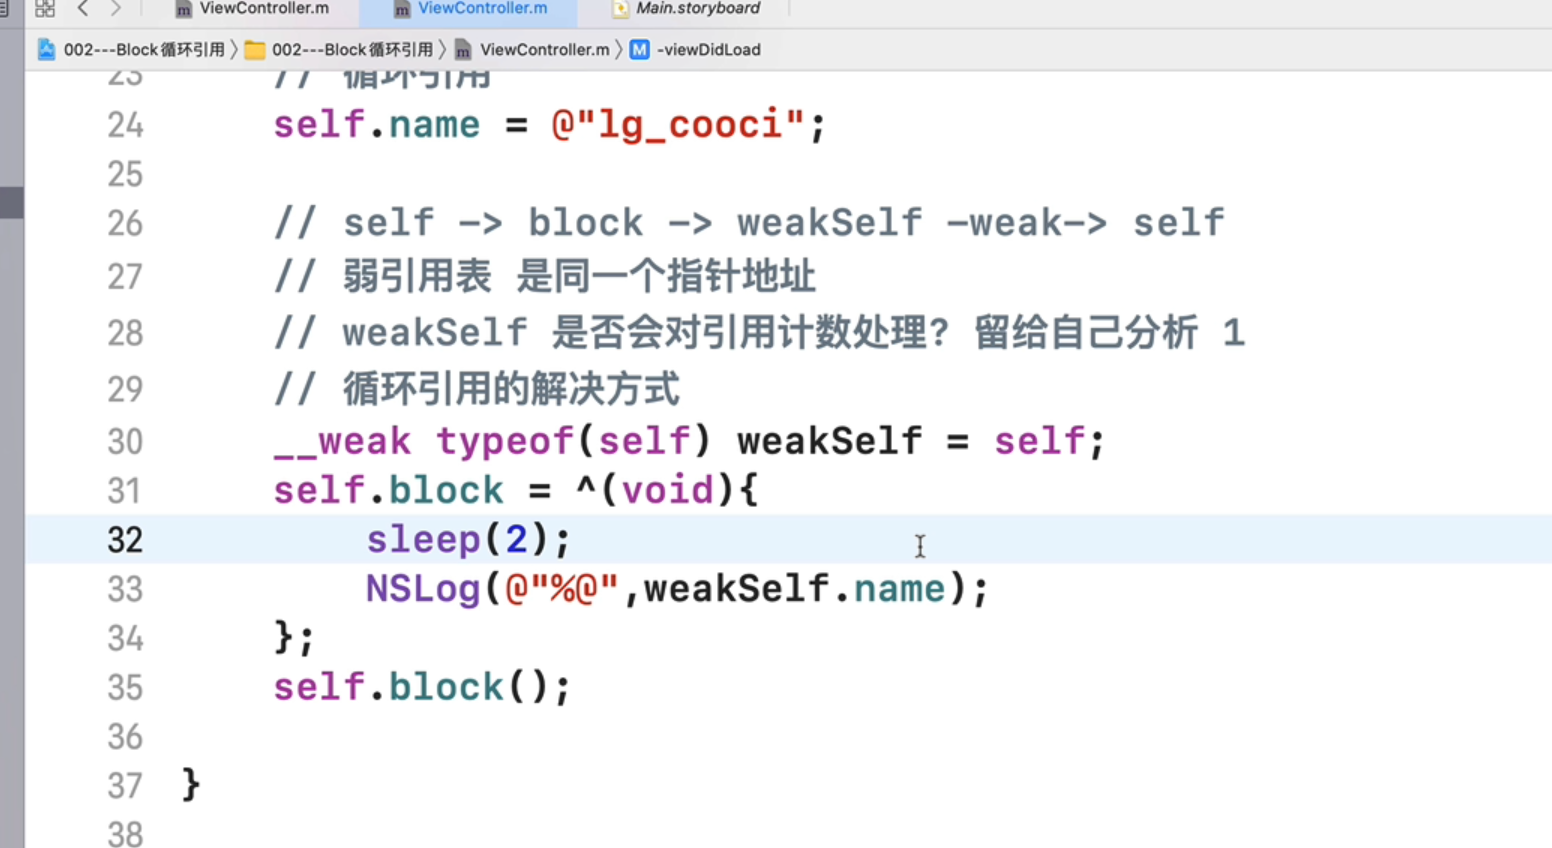 ViewController.m ViewController.m Main.storyboard
002---Block循环引用 〉 002---Block循环引用 〉 ViewController.m 〉 M -viewDidLoad
23 // 循环引用
24 self.name = @"lg_cooci";
25
26 // self -> block -> weakSelf -weak-> self
27 // 弱引用表 是同一个指针地址
28 // weakSelf 是否会对引用计数处理? 留给自己分析 1
29 // 循环引用的解决方式
30 __weak typeof(self) weakSelf = self;
31 self.block = ^(void){
32 sleep(2);
33 NSLog(@"%@",weakSelf.name);
34 };
35 self.block();
36
37 }
38